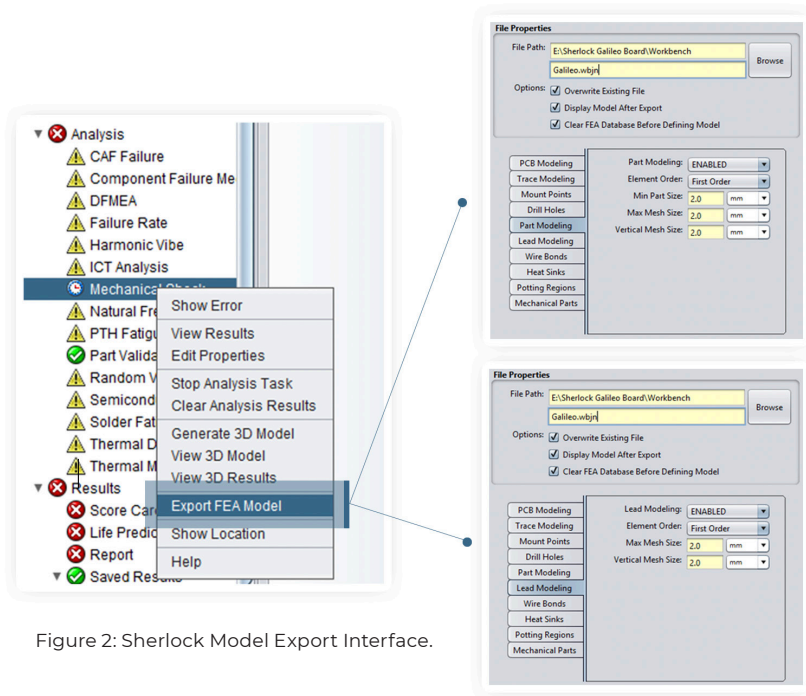 Analysis
CAF Failure
Component Failure Me
DFMEA
Failure Rate
Harmonic Vibe
ICT Analysis
Mechanical Check
Natural Fre
PTH Fatigu
Part Valida
Random V
Semicond
Solder Fat
Thermal D
Thermal M
Results
Score Car
Life Predic
Report
Saved Results
Show Error
View Results
Edit Properties
Stop Analysis Task
Clear Analysis Results
Generate 3D Model
View 3D Model
View 3D Results
Export FEA Model
Show Location
Help
File Properties
File Path: E:\Sherlock Galileo Board\Workbench
Galileo.wbjn
Browse
Options: Overwrite Existing File
Display Model After Export
Clear FEA Database Before Defining Model
PCB Modeling
Trace Modeling
Mount Points
Drill Holes
Part Modeling
Lead Modeling
Wire Bonds
Heat Sinks
Potting Regions
Mechanical Parts
Part Modeling: ENABLED
Element Order: First Order
Min Part Size: 2.0 mm
Max Mesh Size: 2.0 mm
Vertical Mesh Size: 2.0 mm
File Properties
File Path: E:\Sherlock Galileo Board\Workbench
Galileo.wbjn
Browse
Options: Overwrite Existing File
Display Model After Export
Clear FEA Database Before Defining Model
PCB Modeling
Trace Modeling
Mount Points
Drill Holes
Part Modeling
Lead Modeling
Wire Bonds
Heat Sinks
Potting Regions
Mechanical Parts
Lead Modeling: ENABLED
Element Order: First Order
Max Mesh Size: 2.0 mm
Vertical Mesh Size: 2.0 mm
Figure 2: Sherlock Model Export Interface.